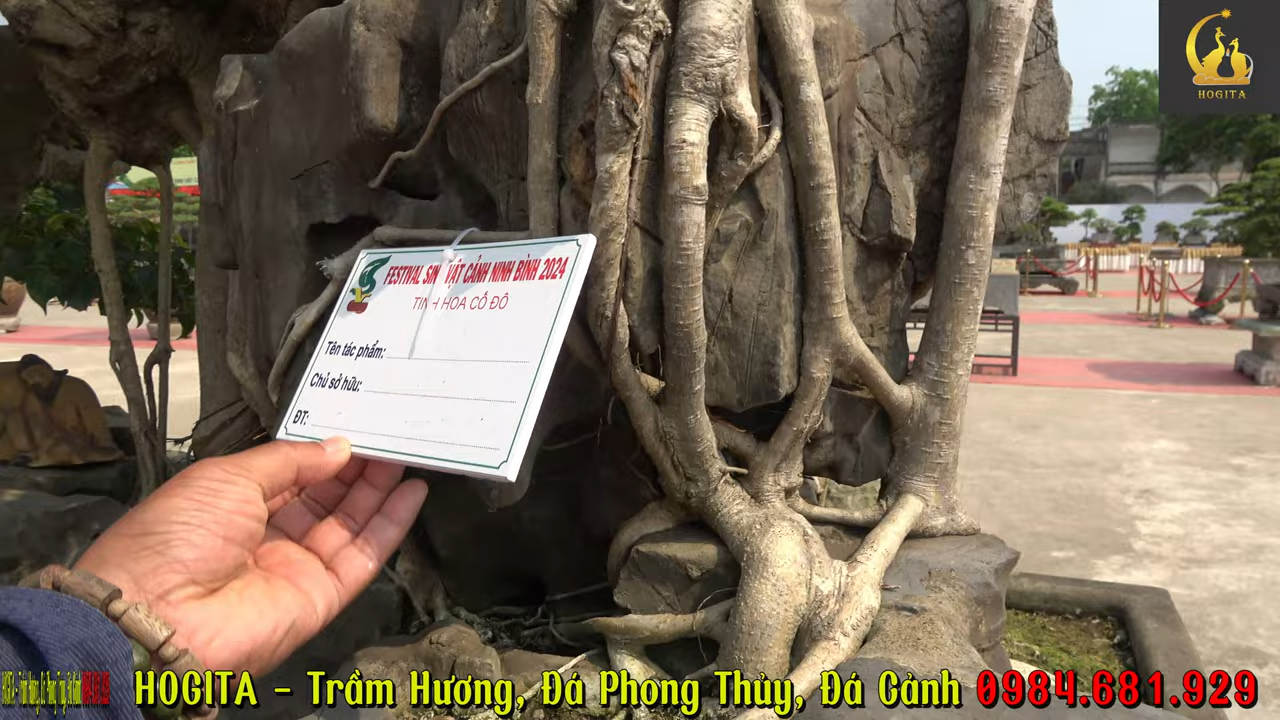 HOGITA
FESTIVAL SINH VẬT CẢNH NINH BÌNH 2024
TINH HOA CỐ ĐÔ
Tên tác phẩm:
Chủ sở hữu:
ĐT:
HOGITA - Trầm Hương, Đá Phong Thủy, Đá Cảnh 0984.681.929